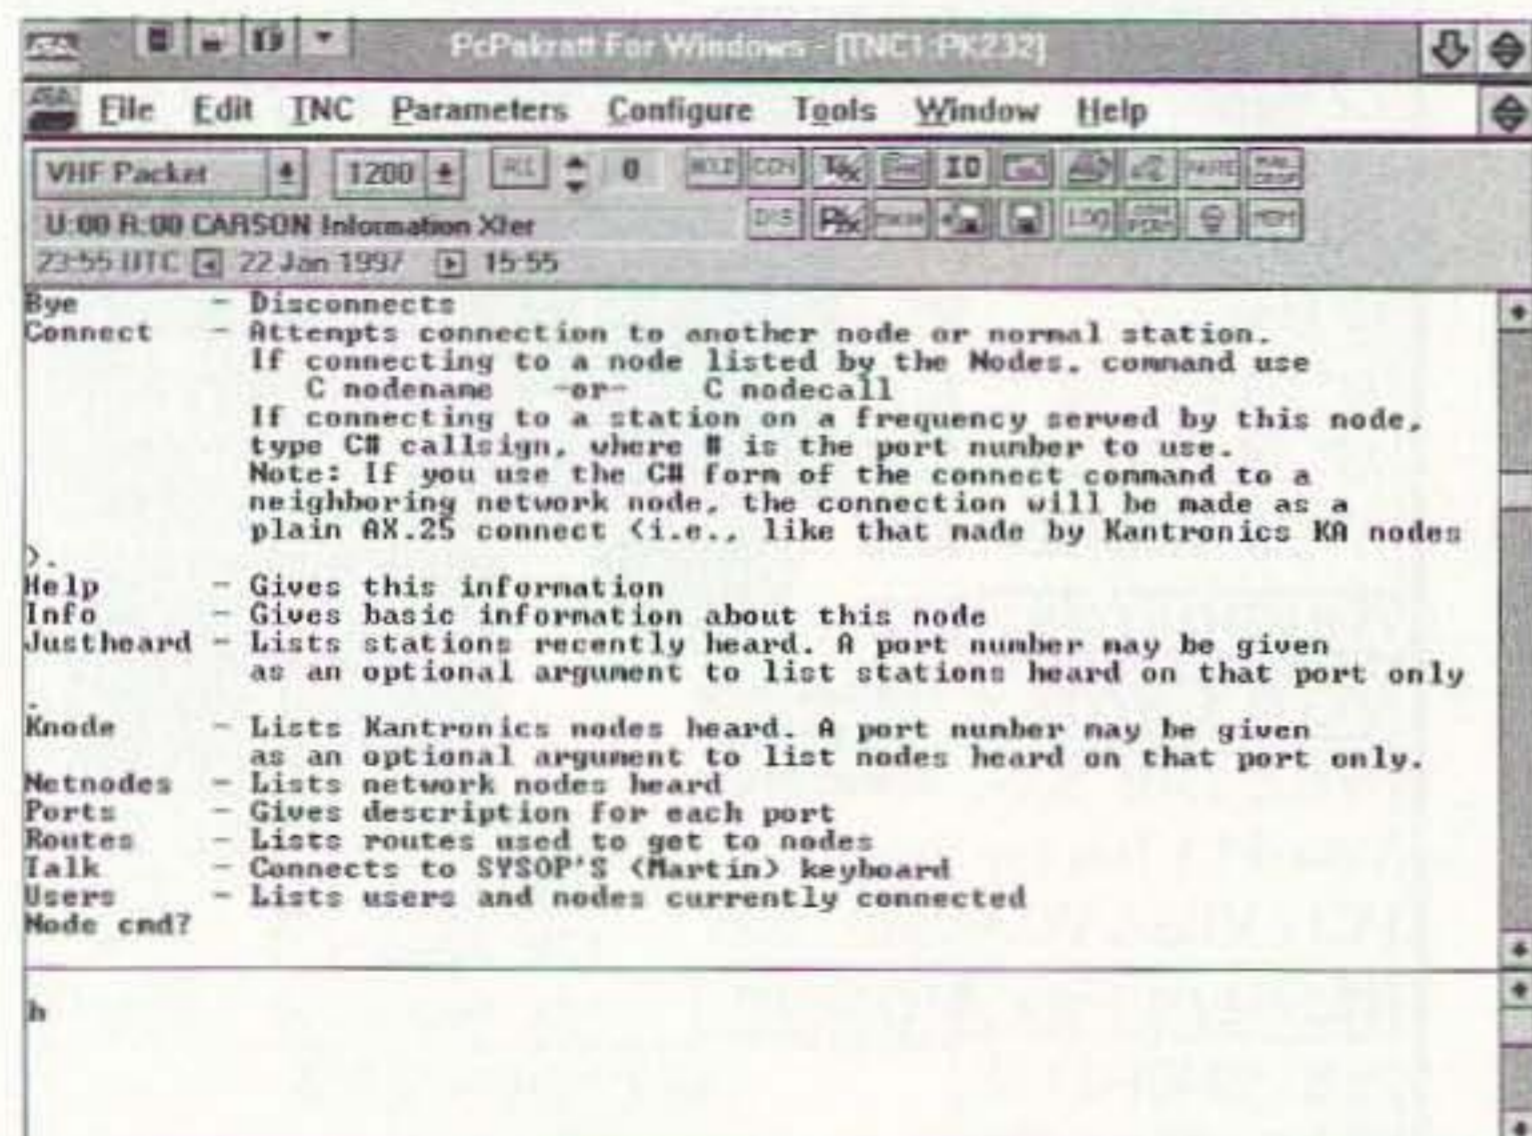 PcPakratt For Windows - [TNC1:PK232]
File Edit TNC Parameters Configure Tools Window Help
VHF Packet 1200 ALL 0 HOLD CON ID PASTE
U:00 R:00 CARSON Information Xfer DIS LOG MEM
23:55 UTC 22 Jan 1997 15:55
Bye - Disconnects
Connect - Attempts connection to another node or normal station.
If connecting to a node listed by the Nodes. command use
C nodename -or- C nodecall
If connecting to a station on a frequency served by this node,
type C# callsign, where # is the port number to use.
Note: If you use the C# form of the connect command to a
neighboring network node, the connection will be made as a
plain AX.25 connect (i.e., like that made by Kantronics KA nodes
).
Help - Gives this information
Info - Gives basic information about this node
Justheard - Lists stations recently heard. A port number may be given
as an optional argument to list stations heard on that port only
.
Knode - Lists Kantronics nodes heard. A port number may be given
as an optional argument to list nodes heard on that port only.
Netnodes - Lists network nodes heard
Ports - Gives description for each port
Routes - Lists routes used to get to nodes
Talk - Connects to SYSOP'S (Martin) keyboard
Users - Lists users and nodes currently connected
Node cmd?
h